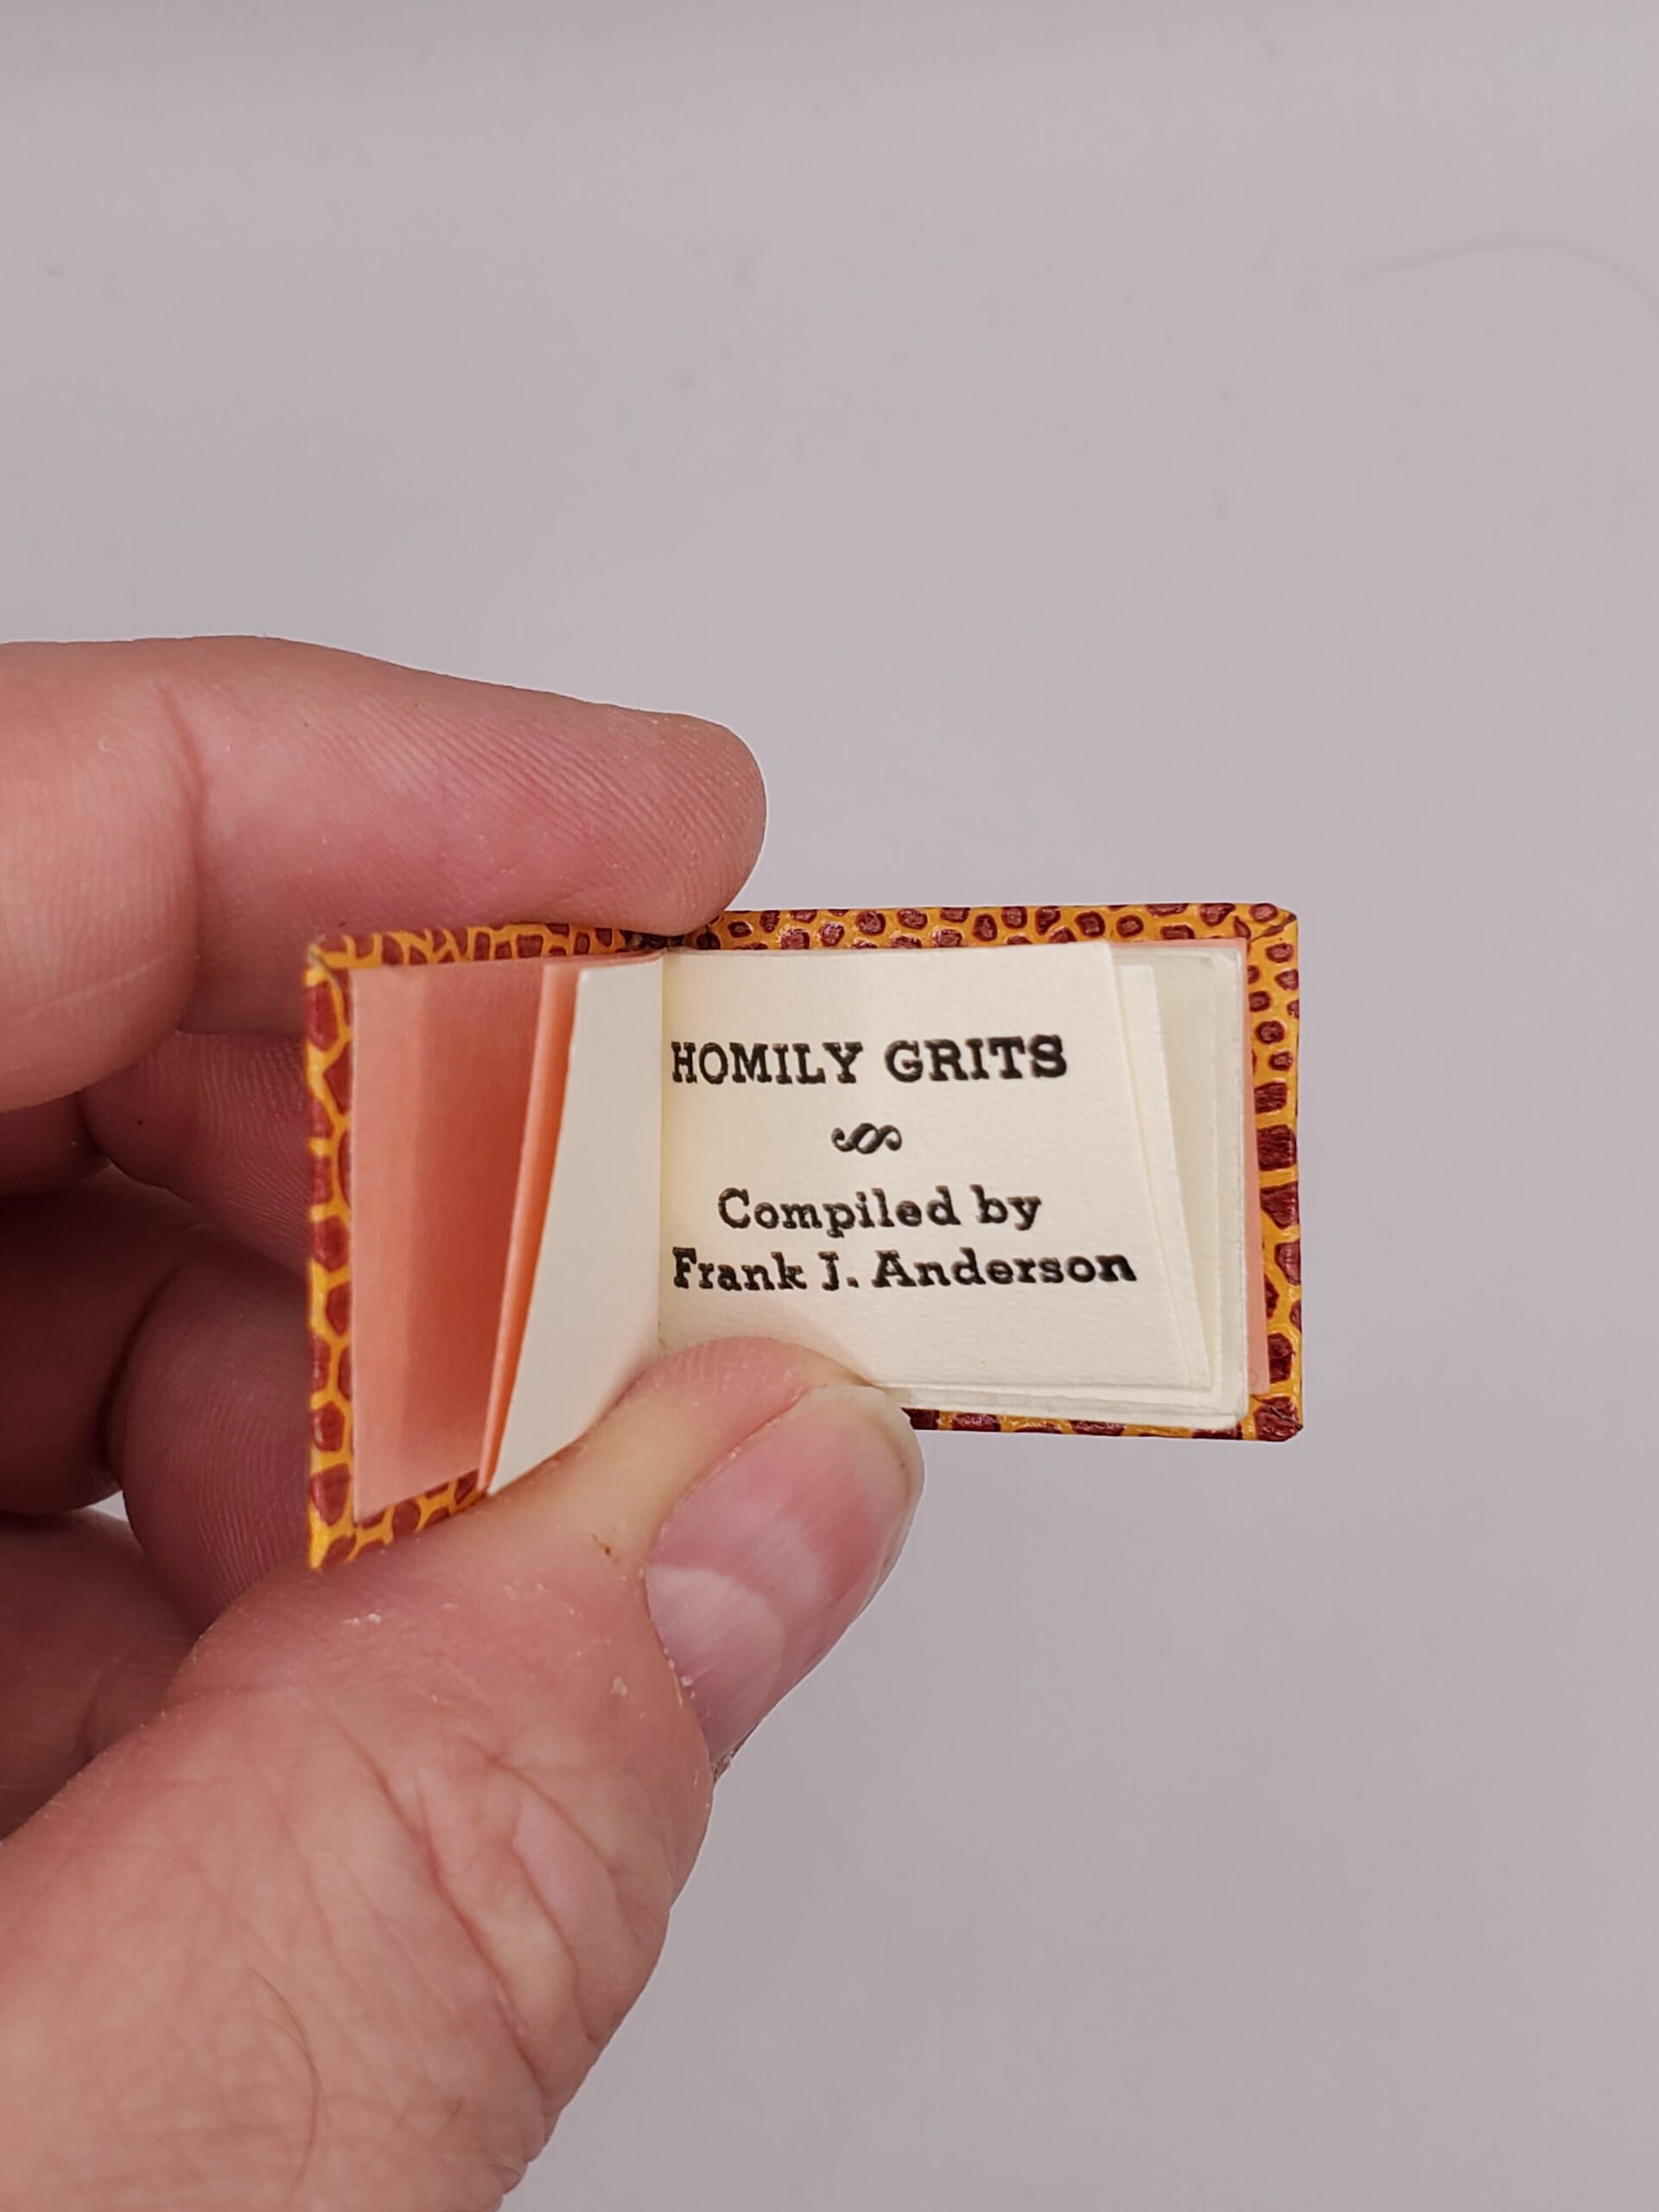 HOMILY GRITS
Compiled by
Frank J. Anderson